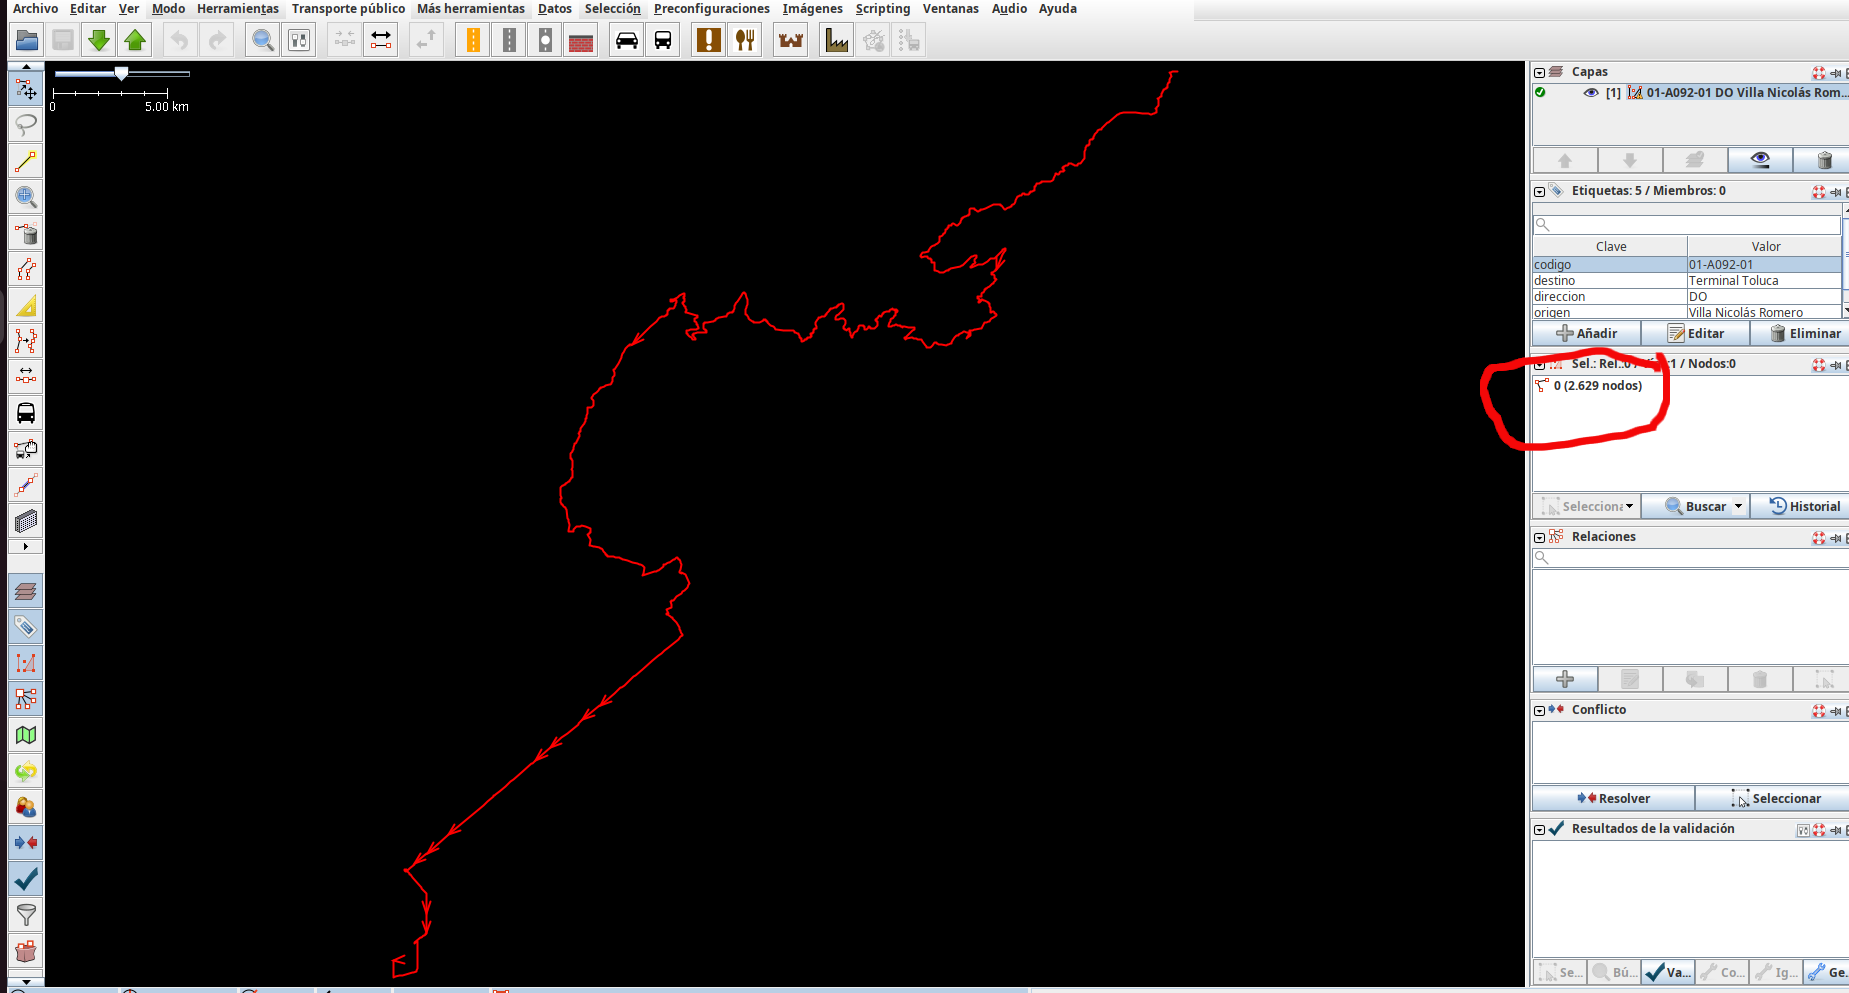 Archivo Editar Ver Modo Herramientas Transporte público Más herramientas Datos Selección Preconfiguraciones Imágenes Scripting Ventanas Audio Ayuda
0 5.00 km
Capas
[1] 01-A092-01 DO Villa Nicolás Rom...
Etiquetas: 5 / Miembros: 0
Clave Valor
codigo 01-A092-01
destino Terminal Toluca
direccion DO
origen Villa Nicolás Romero
Añadir Editar Eliminar
Sel.: Rel.:0 / :1 / Nodos:0
0 (2.629 nodos)
Selecciona Buscar Historial
Relaciones
Conflicto
Resolver Seleccionar
Resultados de la validación
Se... Bú... Va... Co... Ig... Ge...